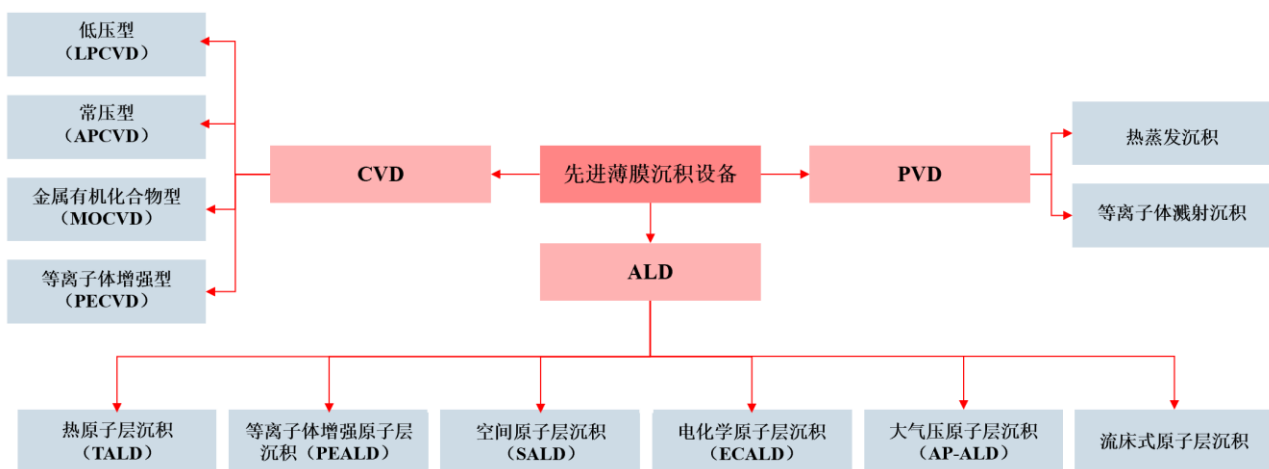 低压型
（LPCVD）
常压型
（APCVD）
金属有机化合物型
（MOCVD）
等离子体增强型
（PECVD）
CVD
先进薄膜沉积设备
PVD
热蒸发沉积
等离子体溅射沉积
ALD
热原子层沉积
（TALD）
等离子体增强原子层
沉积（PEALD）
空间原子层沉积
（SALD）
电化学原子层沉积
（ECALD）
大气压原子层沉积
（AP-ALD）
流床式原子层沉积